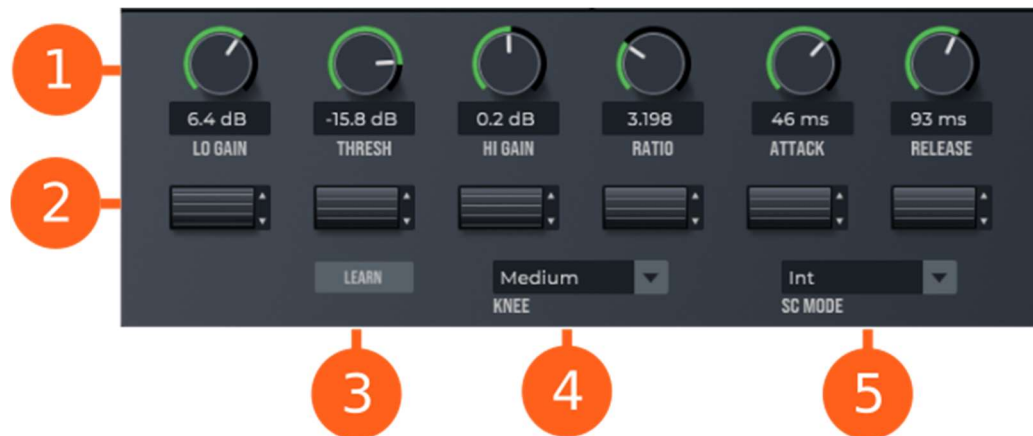 1
6.4 dB -15.8 dB 0.2 dB 3.198 46 ms 93 ms
LO GAIN THRESH HI GAIN RATIO ATTACK RELEASE
2
LEARN Medium Int
KNEE SC MODE
3 4 5